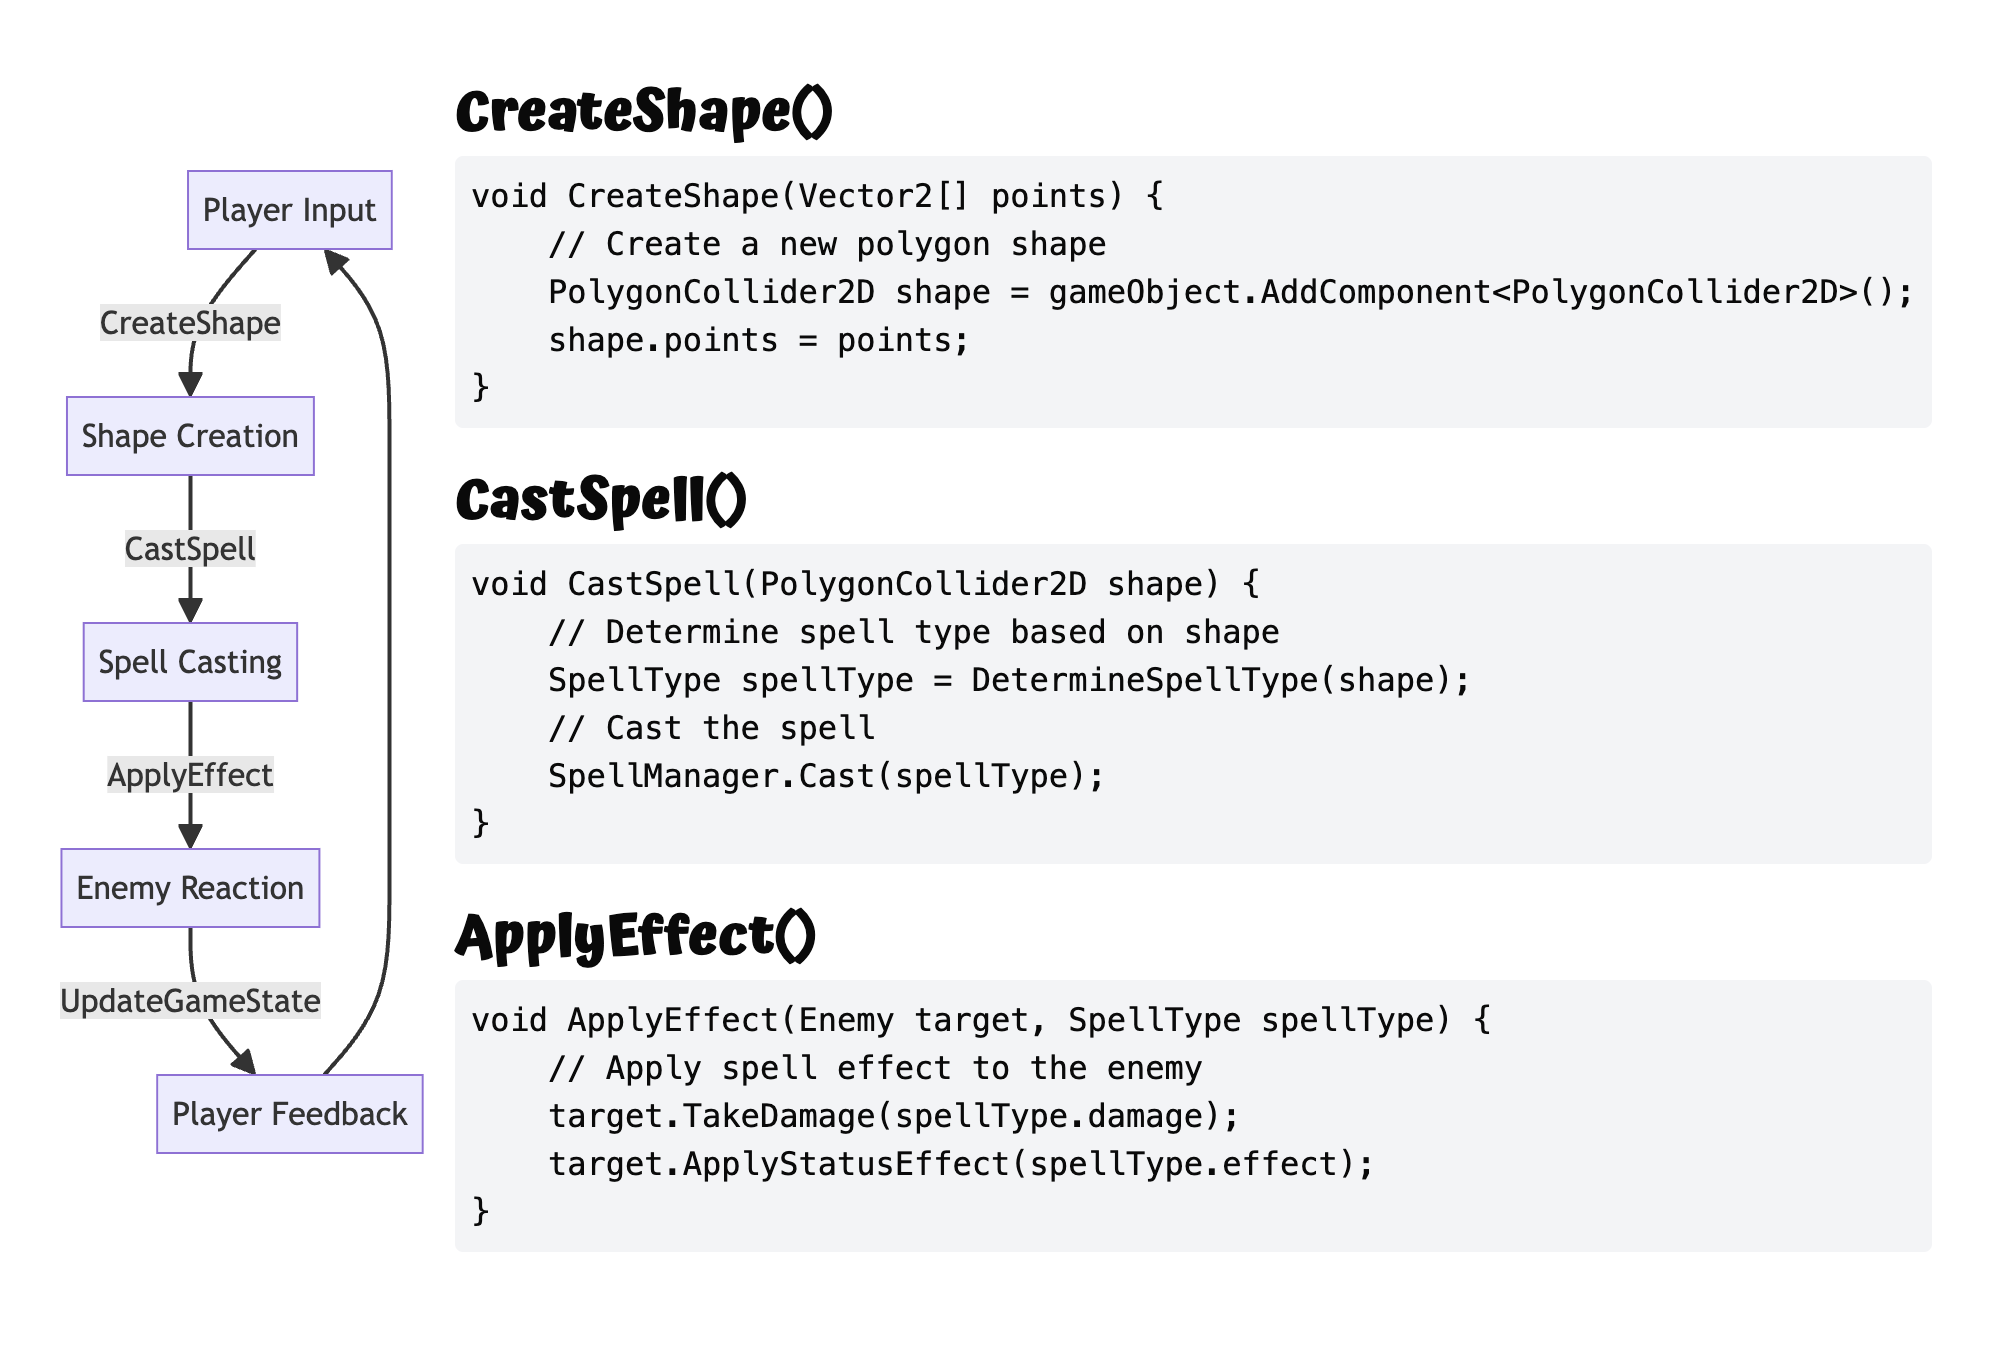 Player Input
CreateShape
Shape Creation
CastSpell
Spell Casting
ApplyEffect
Enemy Reaction
UpdateGameState
Player Feedback
CreateShape()
void CreateShape(Vector2[] points) {
    // Create a new polygon shape
    PolygonCollider2D shape = gameObject.AddComponent<PolygonCollider2D>();
    shape.points = points;
}
CastSpell()
void CastSpell(PolygonCollider2D shape) {
    // Determine spell type based on shape
    SpellType spellType = DetermineSpellType(shape);
    // Cast the spell
    SpellManager.Cast(spellType);
}
ApplyEffect()
void ApplyEffect(Enemy target, SpellType spellType) {
    // Apply spell effect to the enemy
    target.TakeDamage(spellType.damage);
    target.ApplyStatusEffect(spellType.effect);
}